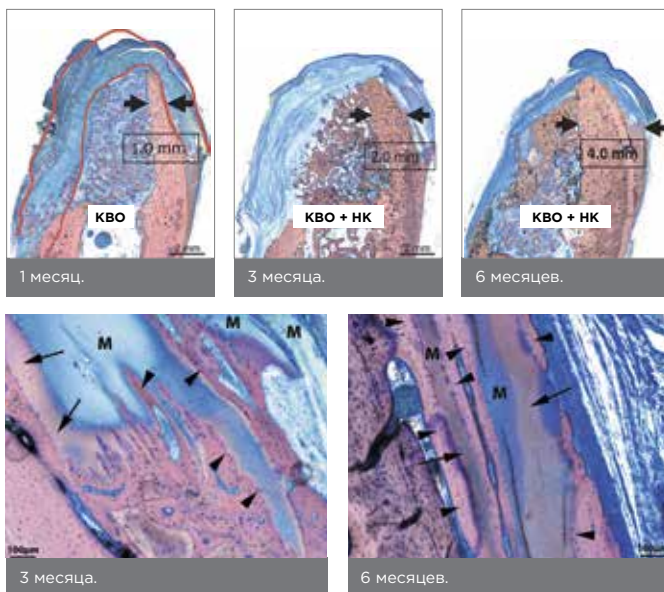 1.0 mm
КВО
1 месяц.
2.0 mm
КВО + НК
3 месяца.
4.0 mm
КВО + НК
6 месяцев.
M
M
M
100µm
3 месяца.
M
M
6 месяцев.